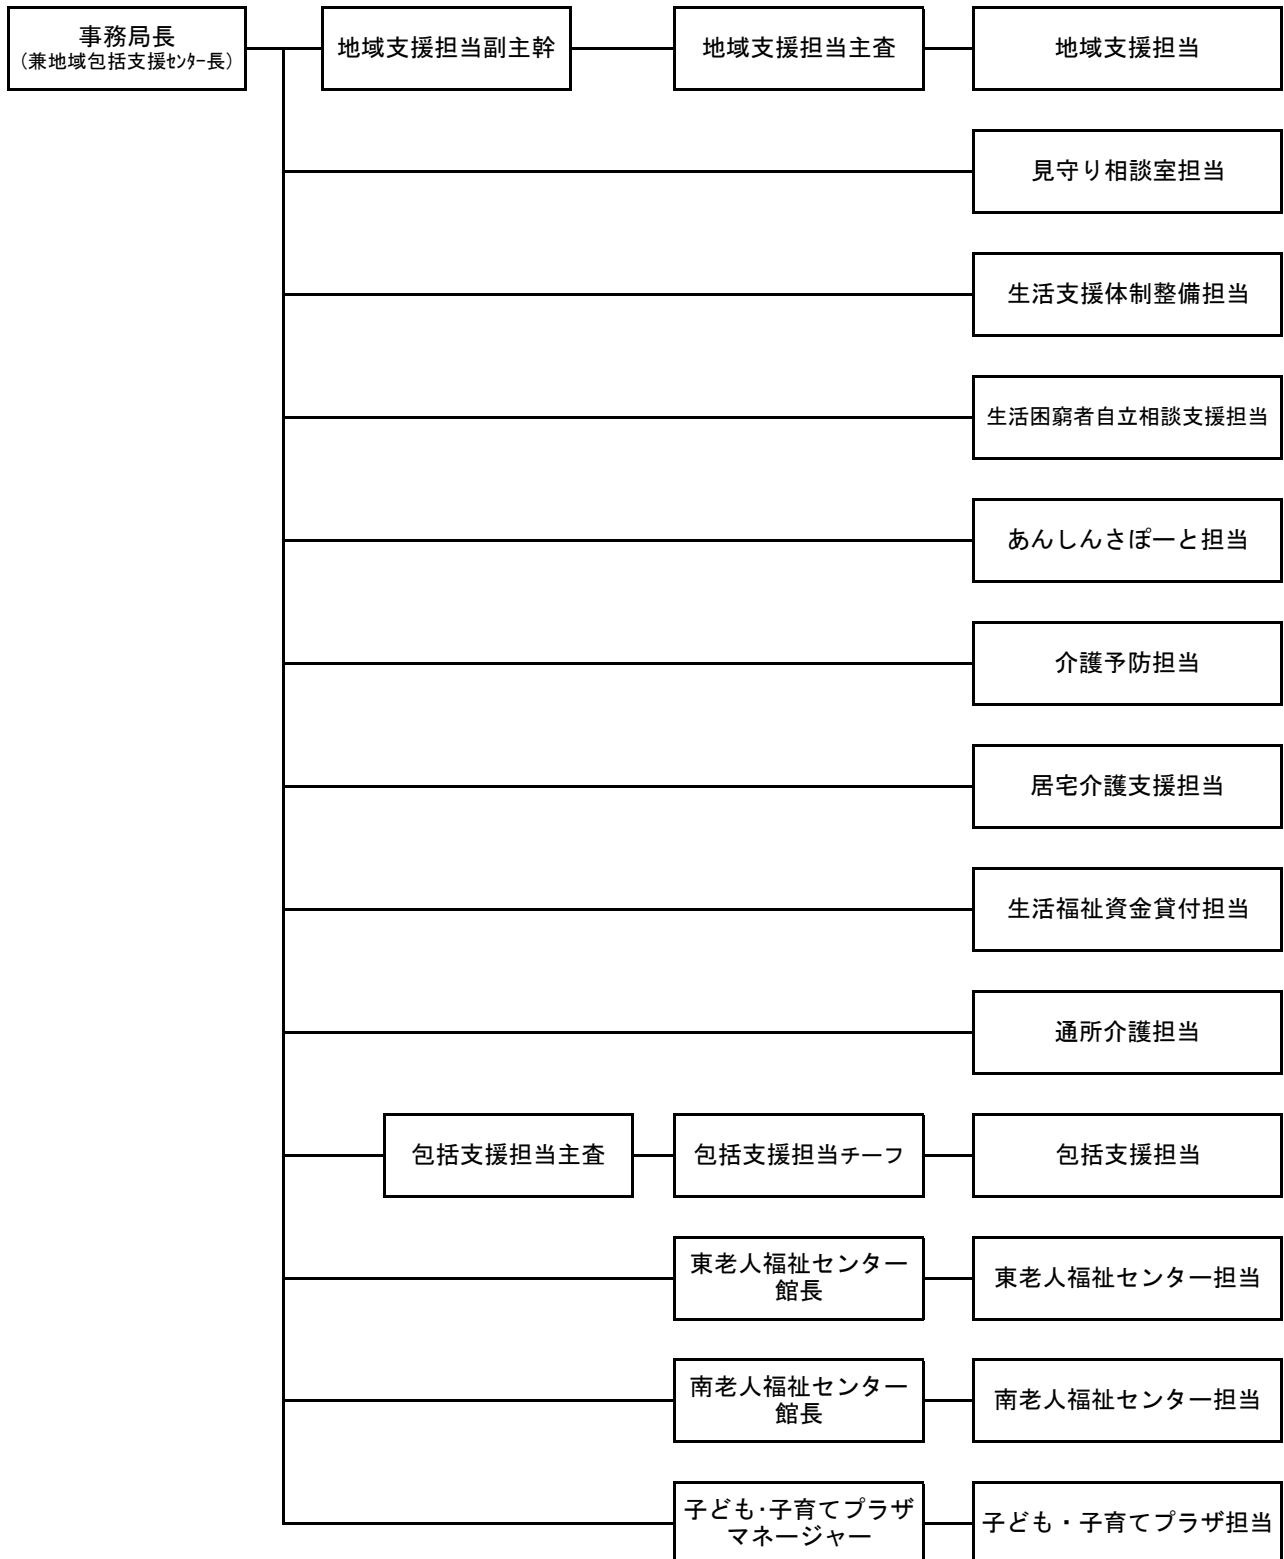 事務局長
（兼地域包括支援ｾﾝﾀｰ長）
地域支援担当副主幹
地域支援担当主査
地域支援担当
見守り相談室担当
生活支援体制整備担当
生活困窮者自立相談支援担当
あんしんさぽーと担当
介護予防担当
居宅介護支援担当
生活福祉資金貸付担当
通所介護担当
包括支援担当主査
包括支援担当チーフ
包括支援担当
東老人福祉センター
館長
東老人福祉センター担当
南老人福祉センター
館長
南老人福祉センター担当
子ども･子育てプラザ
マネージャー
子ども・子育てプラザ担当